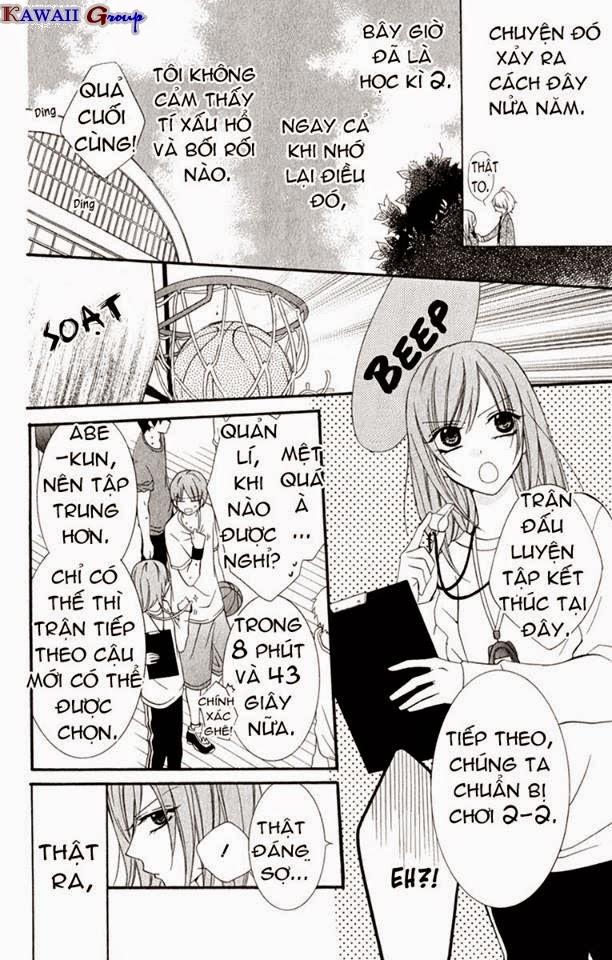 KAWAII Group
CHUYỆN ĐÓ
XẢY RA
CÁCH ĐÂY
NỬA NĂM.
THẬT
TO.
BÂY GIỜ
ĐÃ LÀ
HỌC KÌ 2.
NGAY CẢ
KHI NHỚ
LẠI ĐIỀU
ĐÓ,
TÔI KHÔNG
CẢM THẤY
TÍ XẤU HỔ
VÀ BỐI RỐI
NÀO.
QUẢ
CUỐI
CÙNG!
Ding
Ding
SOẠT
BEEP
TRẬN
ĐẤU
LUYỆN
TẬP KẾT
THÚC TẠI
ĐÂY.
TIẾP THEO,
CHÚNG TA
CHUẨN BỊ
CHƠI 2-2.
EH?!
MỆT
QUÁ
À
...
QUẢN
LÍ,
KHI
NÀO
ĐƯỢC
NGHỈ?
TRONG
8 PHÚT
VÀ 43
GIÂY
NỮA.
CHÍNH
XÁC
GHÊ!
ABE
-KUN,
NÊN TẬP
TRUNG
HƠN.
CHỈ CÓ
THẾ THÌ
TRẬN TIẾP
THEO CẬU
MỚI CÓ THỂ
ĐƯỢC
CHỌN.
THẬT
ĐÁNG
SỢ...
!
THẬT
RA,